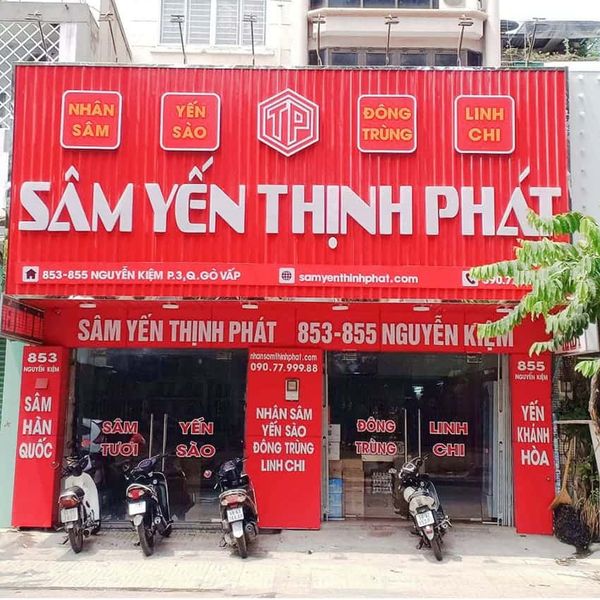 NHÂN
SÂM
YẾN
SÀO
TP
ĐÔNG
TRÙNG
LINH
CHI
SÂM YẾN THỊNH PHÁT
853-855 NGUYỄN KIỆM P.3,Q.GÒ VẤP
samyenthinhphat.com
SÂM YẾN THỊNH PHÁT 853-855 NGUYỄN KIỆM
853
NGUYỄN KIỆM
SÂM
HÀN
QUỐC
SÂM
TƯƠI
YẾN
SÀO
nhansamthinhphat.com
090.77.999.88
NHÂN SÂM
YẾN SÀO
ĐÔNG TRÙNG
LINH CHI
ĐÔNG
TRÙNG
LINH
CHI
855
NGUYỄN KIỆM
YẾN
KHÁNH
HÒA